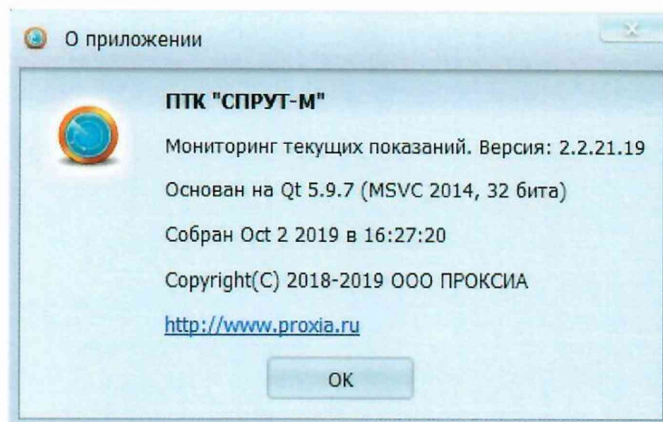 О приложении
ПТК "СПРУТ-М"
Мониторинг текущих показаний. Версия: 2.2.21.19
Основан на Qt 5.9.7 (MSVC 2014, 32 бита)
Собран Oct 2 2019 в 16:27:20
Copyright(C) 2018-2019 ООО ПРОКСИА
http://www.proxia.ru
OK